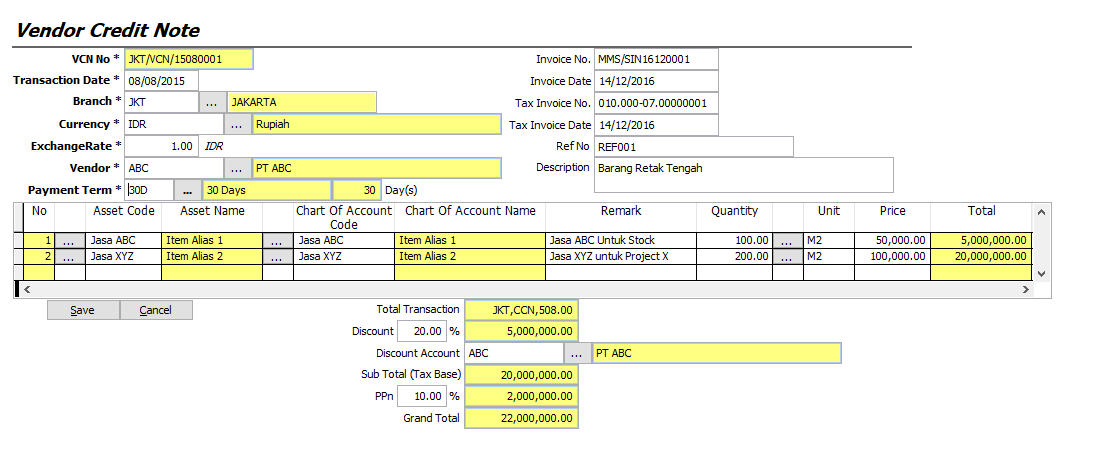 Vendor Credit Note
VCN No * JKT/VCN/15080001 Invoice No. MMS/SIN16120001
Transaction Date * 08/08/2015 Invoice Date 14/12/2016
Branch * JKT ... JAKARTA Tax Invoice No. 010.000-07.00000001
Currency * IDR ... Rupiah Tax Invoice Date 14/12/2016
ExchangeRate * 1.00 IDR Ref No REF001
Vendor * ABC ... PT ABC Description Barang Retak Tengah
Payment Term * 30D ... 30 Days 30 Day(s)
No Asset Code Asset Name Chart Of Account Code Chart Of Account Name Remark Quantity Unit Price Total
1 ... Jasa ABC Item Alias 1 ... Jasa ABC Item Alias 1 Jasa ABC Untuk Stock 100.00 ... M2 50,000.00 5,000,000.00
2 ... Jasa XYZ Item Alias 2 ... Jasa XYZ Item Alias 2 Jasa XYZ untuk Project X 200.00 ... M2 100,000.00 20,000,000.00
Save Cancel Total Transaction JKT,CCN,508.00
Discount 20.00 % 5,000,000.00
Discount Account ABC ... PT ABC
Sub Total (Tax Base) 20,000,000.00
PPn 10.00 % 2,000,000.00
Grand Total 22,000,000.00